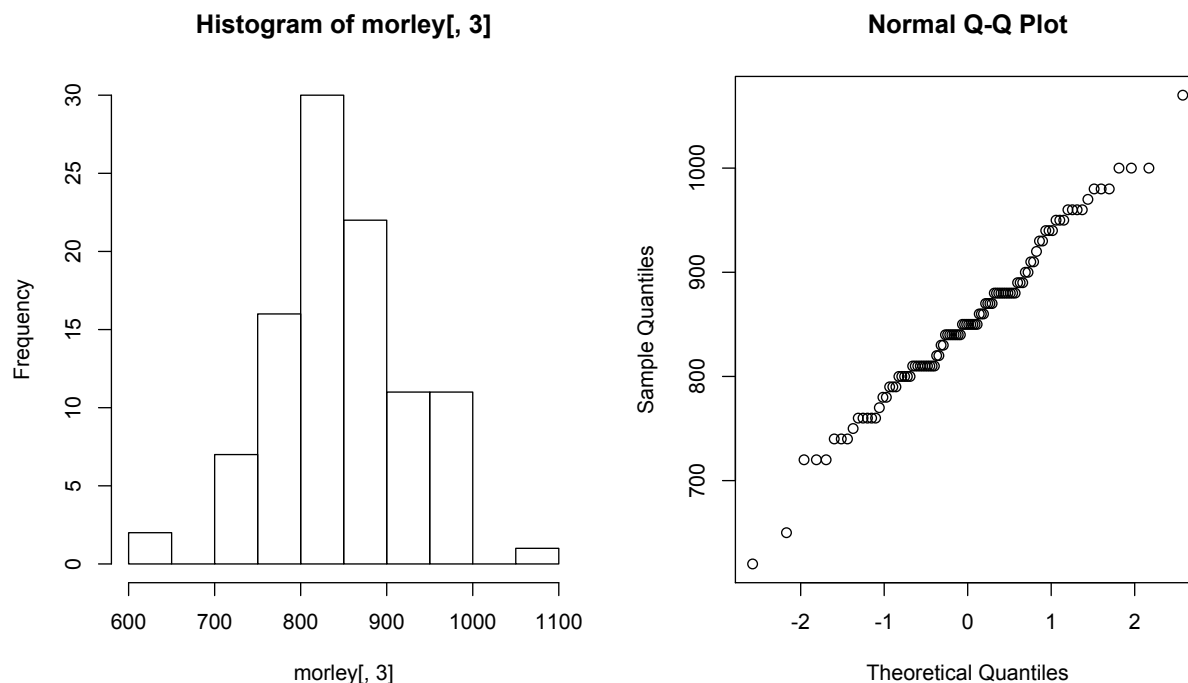 Histogram of morley[, 3]
Frequency
30
25
20
15
10
5
0
600 700 800 900 1000 1100
morley[, 3]
Normal Q-Q Plot
Sample Quantiles
1000
900
800
700
-2 -1 0 1 2
Theoretical Quantiles